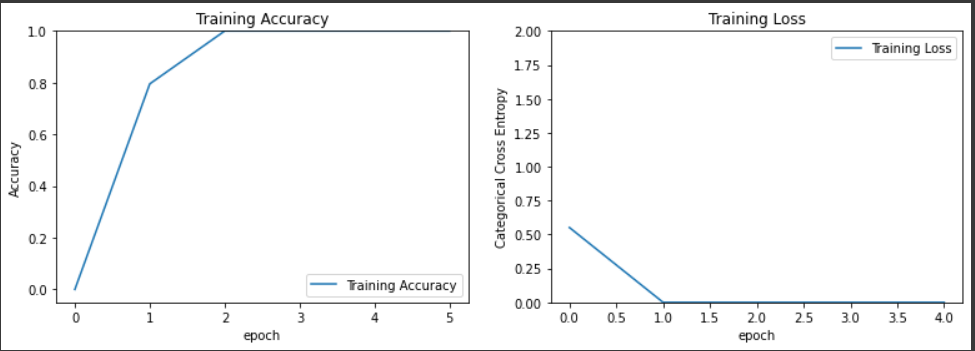 Training Accuracy
1.0
0.8
0.6
0.4
0.2
0.0
Accuracy
Training Accuracy
0 1 2 3 4 5
epoch
Training Loss
2.00
1.75
1.50
1.25
1.00
0.75
0.50
0.25
0.00
Categorical Cross Entropy
Training Loss
0.0 0.5 1.0 1.5 2.0 2.5 3.0 3.5 4.0
epoch